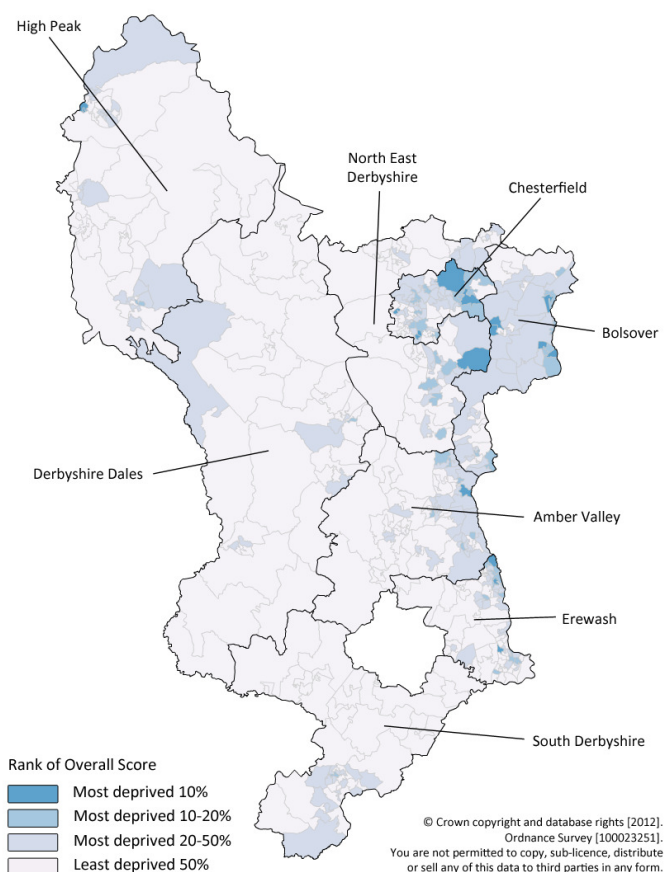 High Peak
North East
Derbyshire
Chesterfield
Bolsover
Derbyshire Dales
Amber Valley
Erewash
South Derbyshire
Rank of Overall Score
Most deprived 10%
Most deprived 10-20%
Most deprived 20-50%
Least deprived 50%
© Crown copyright and database rights [2012].
Ordnance Survey [100023251].
You are not permitted to copy, sub-licence, distribute
or sell any of this data to third parties in any form.